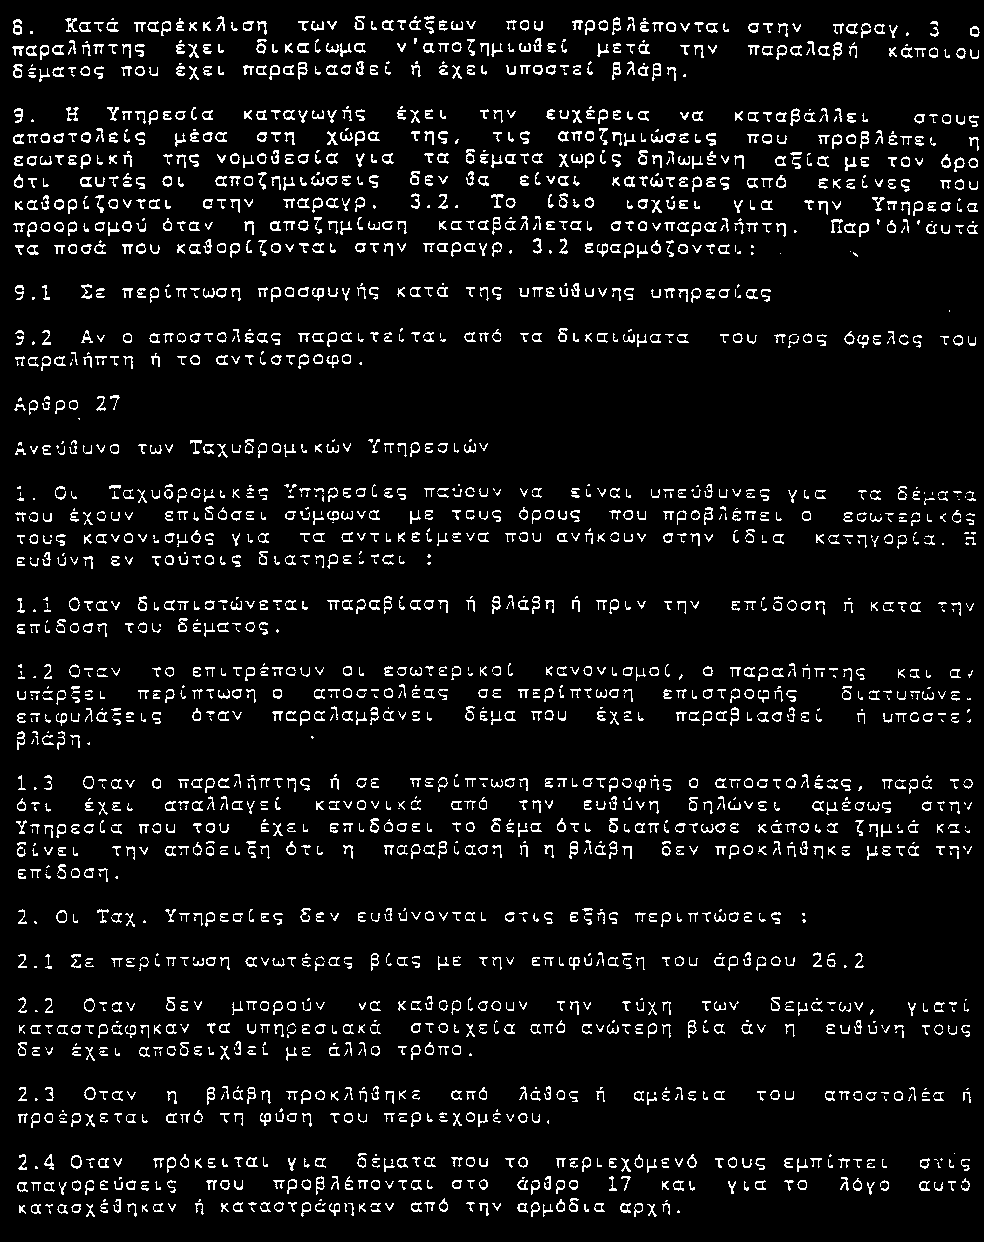 8. Κατά παρέκκλιση των διατάξεων που προβλέπονται στην παραγ. 3 ο
παραλήπτης έχει δικαίωμα ν'αποζημιωθεί μετά την παραλαβή κάποιου
δέματος που έχει παραβιασθεί ή έχει υποστεί βλάβη.
9. Η Υπηρεσία καταγωγής έχει την ευχέρεια να καταβάλλει στους
αποστολείς μέσα στη χώρα της, τις αποζημιώσεις που προβλέπει η
εσωτερική της νομοθεσία για τα δέματα χωρίς δηλωμένη αξία με τον όρο
ότι αυτές οι αποζημιώσεις δεν θα είναι κατώτερες από εκείνες που
καθορίζονται στην παραγρ. 3.2. Το ίδιο ισχύει για την Υπηρεσία
προορισμού όταν η αποζημίωση καταβάλλεται στονπαραλήπτη. Παρ'όλ'αυτά
τα ποσά που καθορίζονται στην παραγρ. 3.2 εφαρμόζονται:
9.1 Σε περίπτωση προσφυγής κατά της υπεύθυνης υπηρεσίας
9.2 Αν ο αποστολέας παραιτείται από τα δικαιώματα του προς όφελος του
παραλήπτη ή το αντίστροφο.
Αρθρο 27
Ανεύθυνο των Ταχυδρομικών Υπηρεσιών
1. Οι Ταχυδρομικές Υπηρεσίες παύουν να είναι υπεύθυνες για τα δέματα
που έχουν επιδόσει σύμφωνα με τους όρους που προβλέπει ο εσωτερικός
τους κανονισμός για τα αντικείμενα που ανήκουν στην ίδια κατηγορία. Η
ευθύνη εν τούτοις διατηρείται :
1.1 Οταν διαπιστώνεται παραβίαση ή βλάβη ή πριν την επίδοση ή κατα την
επίδοση του δέματος.
1.2 Οταν το επιτρέπουν οι εσωτερικοί κανονισμοί, ο παραλήπτης και αν
υπάρξει περίπτωση ο αποστολέας σε περίπτωση επιστροφής διατυπώνει
επιφυλάξεις όταν παραλαμβάνει δέμα που έχει παραβιασθεί ή υποστεί
βλάβη.
1.3 Οταν ο παραλήπτης ή σε περίπτωση επιστροφής ο αποστολέας, παρά το
ότι έχει απαλλαγεί κανονικά από την ευθύνη δηλώνει αμέσως στην
Υπηρεσία που του έχει επιδόσει το δέμα ότι διαπίστωσε κάποια ζημιά και
δίνει την απόδειξη ότι η παραβίαση ή η βλάβη δεν προκλήθηκε μετά την
επίδοση.
2. Οι Ταχ. Υπηρεσίες δεν ευθύνονται στις εξής περιπτώσεις :
2.1 Σε περίπτωση ανωτέρας βίας με την επιφύλαξη του άρθρου 26.2
2.2 Οταν δεν μπορούν να καθορίσουν την τύχη των δεμάτων, γιατί
καταστράφηκαν τα υπηρεσιακά στοιχεία από ανώτερη βία άν η ευθύνη τους
δεν έχει αποδειχθεί με άλλο τρόπο.
2.3 Οταν η βλάβη προκλήθηκε από λάθος ή αμέλεια του αποστολέα ή
προέρχεται από τη φύση του περιεχομένου.
2.4 Οταν πρόκειται για δέματα που το περιεχόμενό τους εμπίπτει στις
απαγορεύσεις που προβλέπονται στο άρθρο 17 και για το λόγο αυτό
κατασχέθηκαν ή καταστράφηκαν από την αρμόδια αρχή.